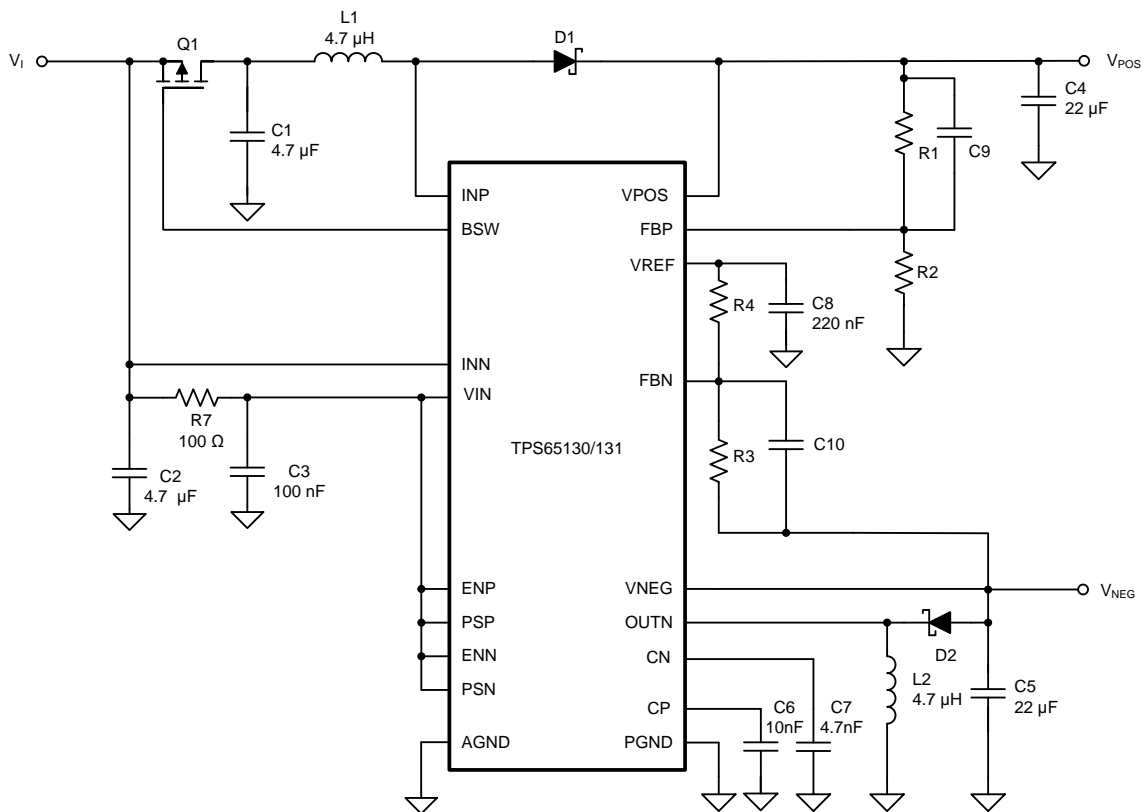 L1
4.7 µH
D1
Q1
VI
VPOS
C4
22 µF
C1
4.7 µF
R1
C9
INP
VPOS
BSW
FBP
VREF
R2
R4
C8
220 nF
INN
FBN
VIN
R7
100 Ω
C10
R3
TPS65130/131
C2
4.7 µF
C3
100 nF
ENP
VNEG
VNEG
PSP
OUTN
ENN
CN
D2
PSN
L2
4.7 µH
C5
22 µF
CP
C6
10nF
C7
4.7nF
AGND
PGND